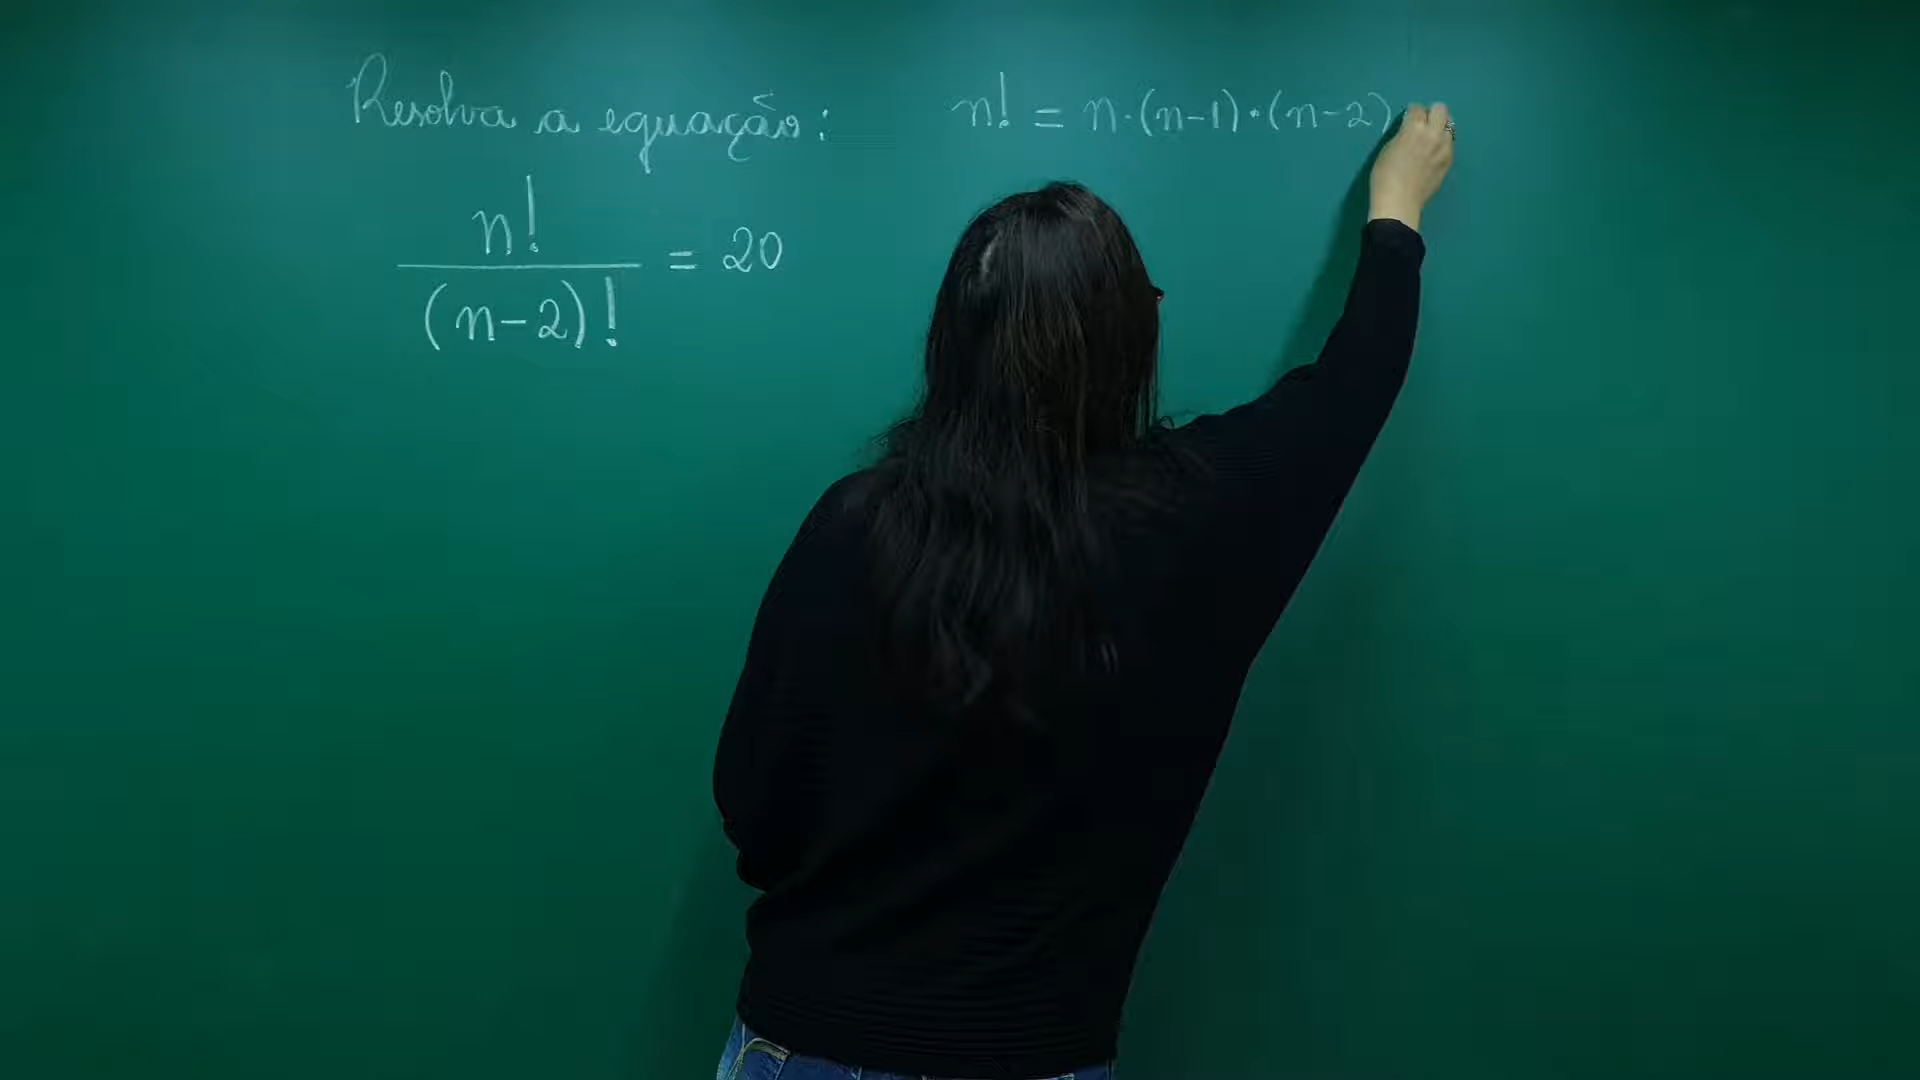 Resolva a equação:
n!
(n-2)!
= 20
n! = n·(n-1)·(n-2)